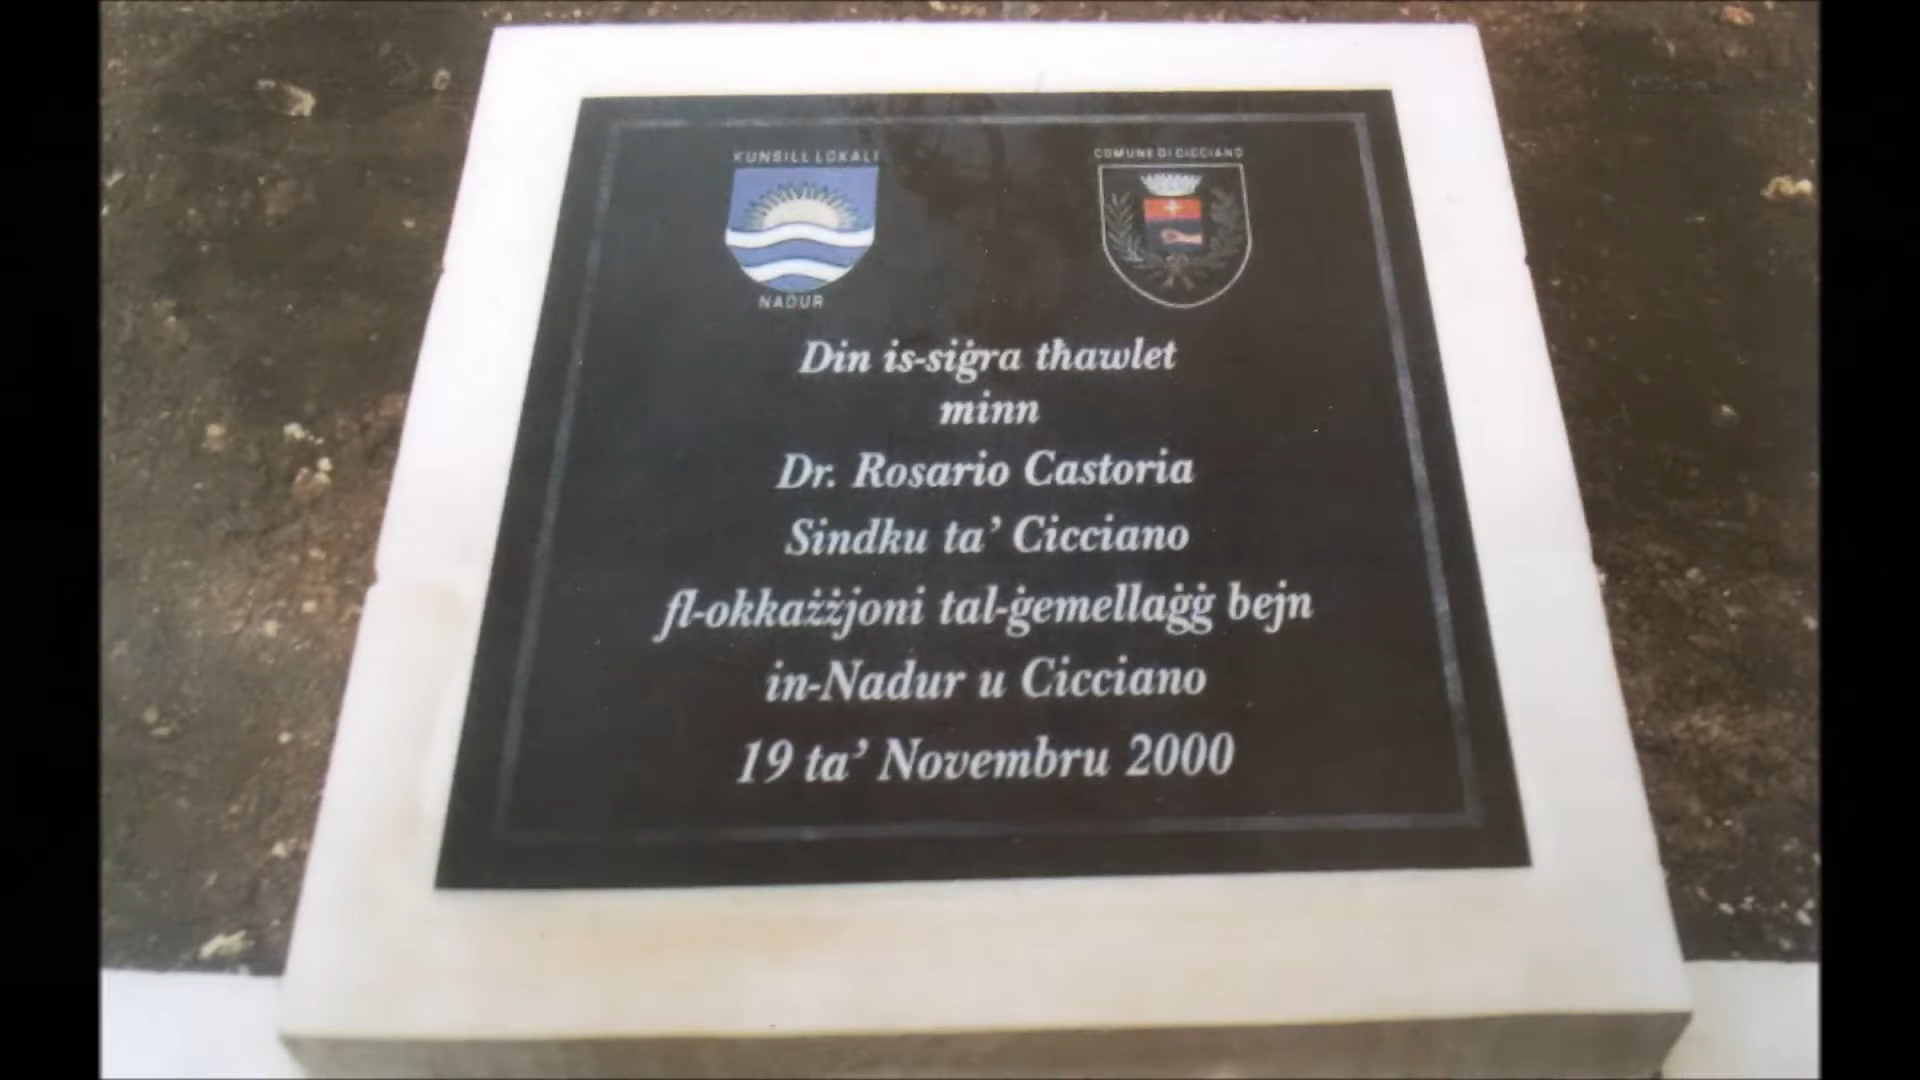 KUNSILL LOKALI
NADUR
COMUNE DI CICCIANO
Din is-siġra tħawlet
minn
Dr. Rosario Castoria
Sindku ta’ Cicciano
fl-okkażżjoni tal-ġemellaġġ bejn
in-Nadur u Cicciano
19 ta’ Novembru 2000